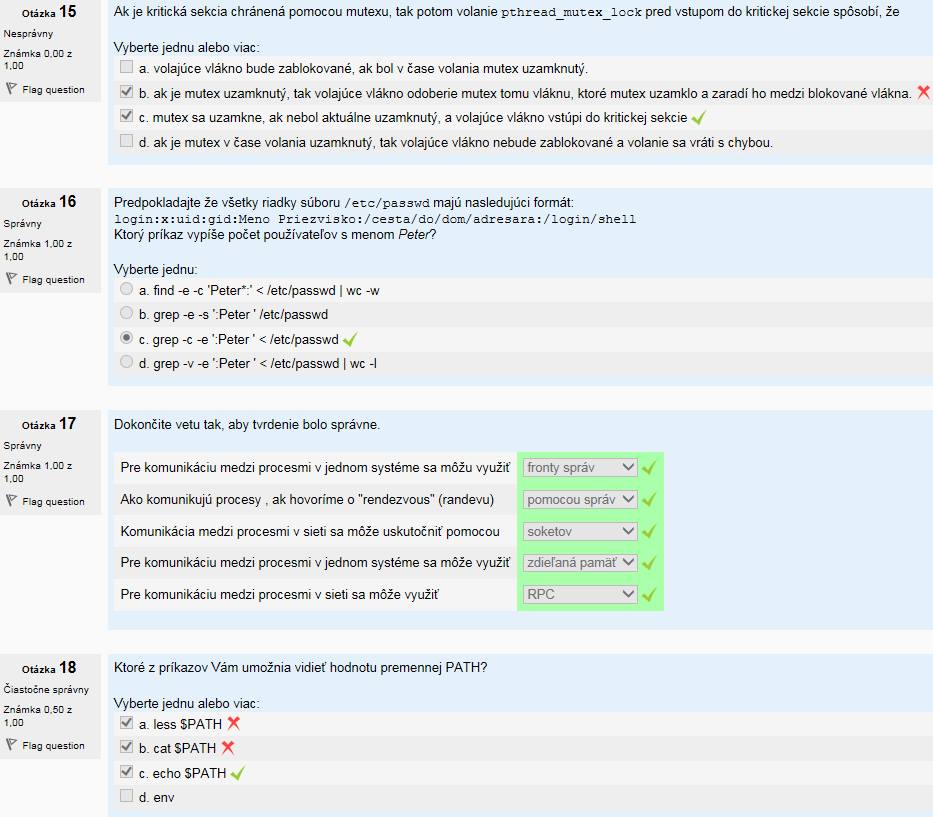 Otázka 15
Nesprávny
Známka 0,00 z
1,00
Flag question
Ak je kritická sekcia chránená pomocou mutexu, tak potom volanie pthread_mutex_lock pred vstupom do kritickej sekcie spôsobí, že
Vyberte jednu alebo viac:
a. volajúce vlákno bude zablokované, ak bol v čase volania mutex uzamknutý.
b. ak je mutex uzamknutý, tak volajúce vlákno odoberie mutex tomu vláknu, ktoré mutex uzamklo a zaradí ho medzi blokované vlákna.
c. mutex sa uzamkne, ak nebol aktuálne uzamknutý, a volajúce vlákno vstúpi do kritickej sekcie
d. ak je mutex v čase volania uzamknutý, tak volajúce vlákno nebude zablokované a volanie sa vráti s chybou.
Otázka 16
Správny
Známka 1,00 z
1,00
Flag question
Predpokladajte že všetky riadky súboru /etc/passwd majú nasledujúci formát:
login:x:uid:gid:Meno Priezvisko:/cesta/do/dom/adresara:/login/shell
Ktorý príkaz vypíše počet používateľov s menom Peter?
Vyberte jednu:
a. find -e -c 'Peter*:' < /etc/passwd | wc -w
b. grep -e -s ':Peter ' /etc/passwd
c. grep -c -e ':Peter ' < /etc/passwd
d. grep -v -e ':Peter ' < /etc/passwd | wc -l
Otázka 17
Správny
Známka 1,00 z
1,00
Flag question
Dokončite vetu tak, aby tvrdenie bolo správne.
Pre komunikáciu medzi procesmi v jednom systéme sa môžu využiť fronty správ
Ako komunikujú procesy , ak hovoríme o "rendezvous" (randevu) pomocou správ
Komunikácia medzi procesmi v sieti sa môže uskutočniť pomocou soketov
Pre komunikáciu medzi procesmi v jednom systéme sa môže využiť zdieľaná pamäť
Pre komunikáciu medzi procesmi v sieti sa môže využiť RPC
Otázka 18
Čiastočne správny
Známka 0,50 z
1,00
Flag question
Ktoré z príkazov Vám umožnia vidieť hodnotu premennej PATH?
Vyberte jednu alebo viac:
a. less $PATH
b. cat $PATH
c. echo $PATH
d. env